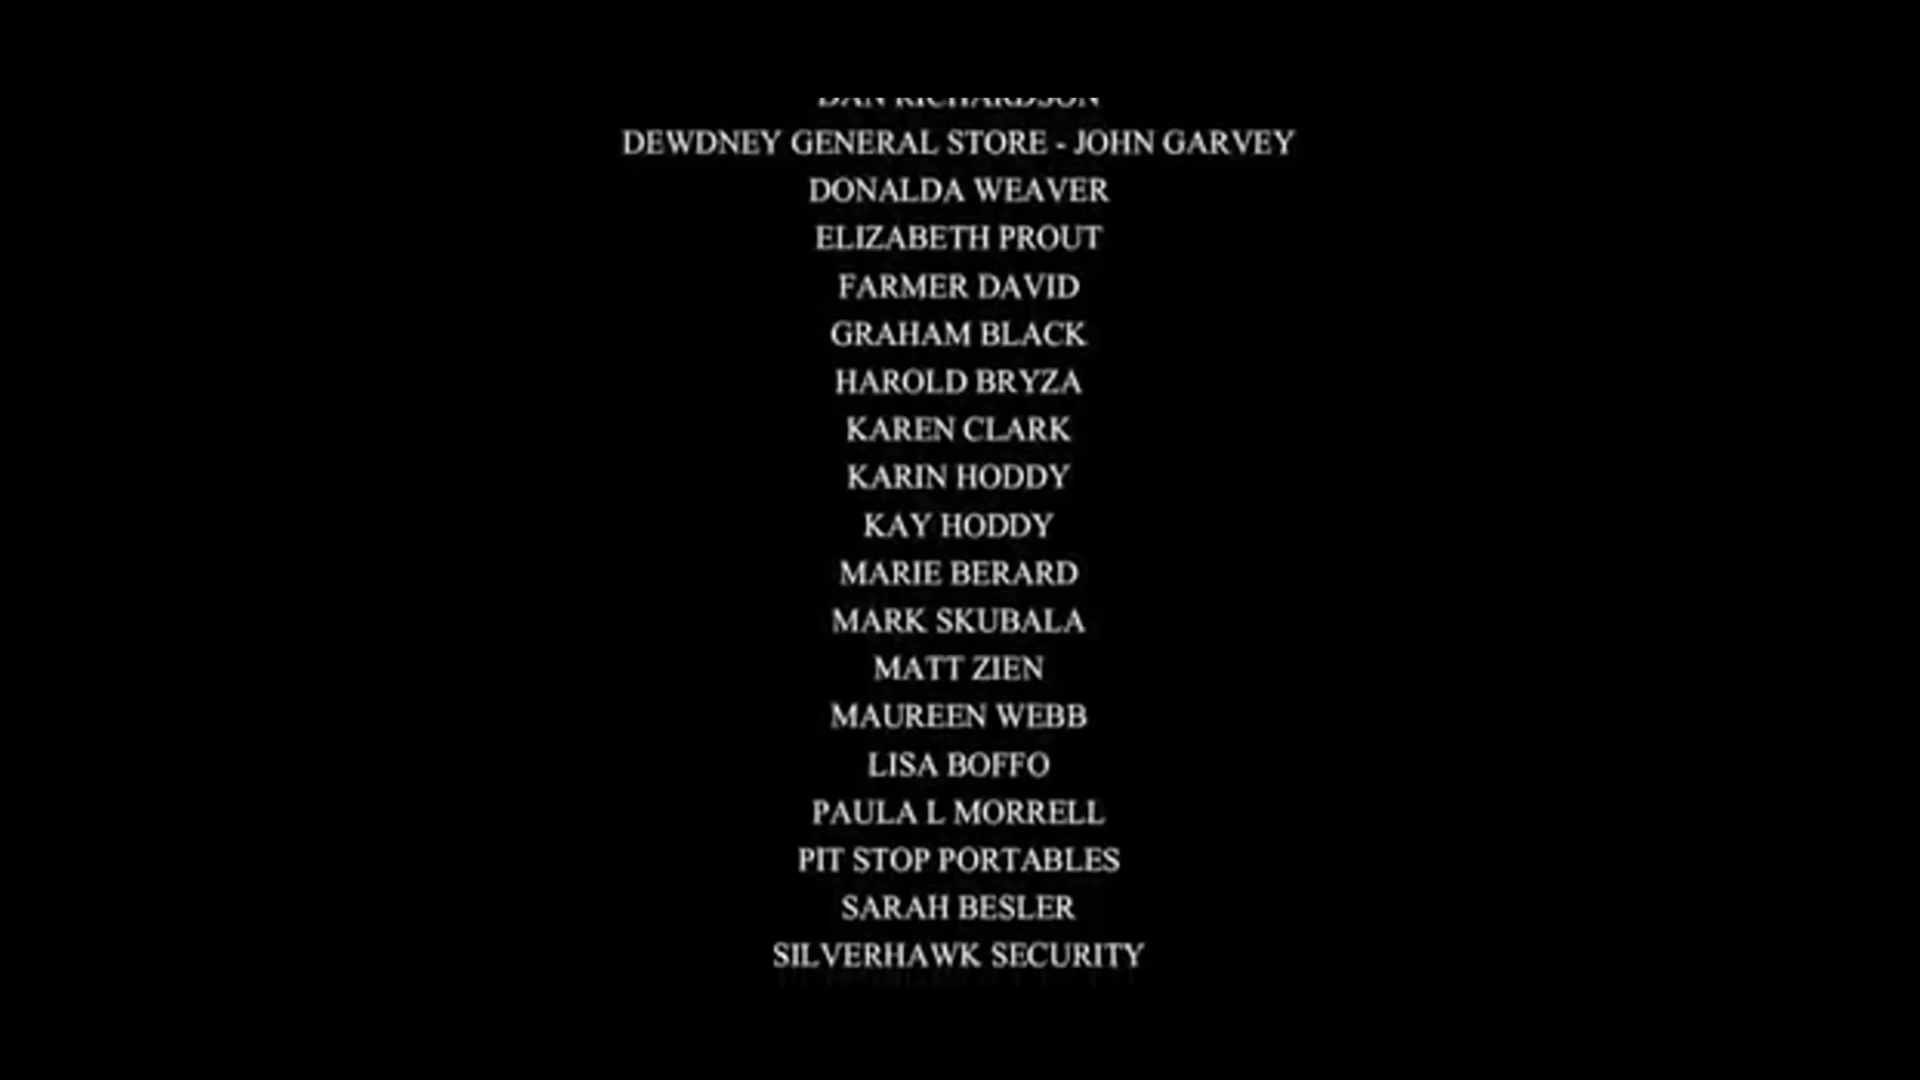 DAN RICHARDSON
DEWDNEY GENERAL STORE - JOHN GARVEY
DONALDA WEAVER
ELIZABETH PROUT
FARMER DAVID
GRAHAM BLACK
HAROLD BRYZA
KAREN CLARK
KARIN HODDY
KAY HODDY
MARIE BERARD
MARK SKUBALA
MATT ZIEN
MAUREEN WEBB
LISA BOFFO
PAULA L MORRELL
PIT STOP PORTABLES
SARAH BESLER
SILVERHAWK SECURITY